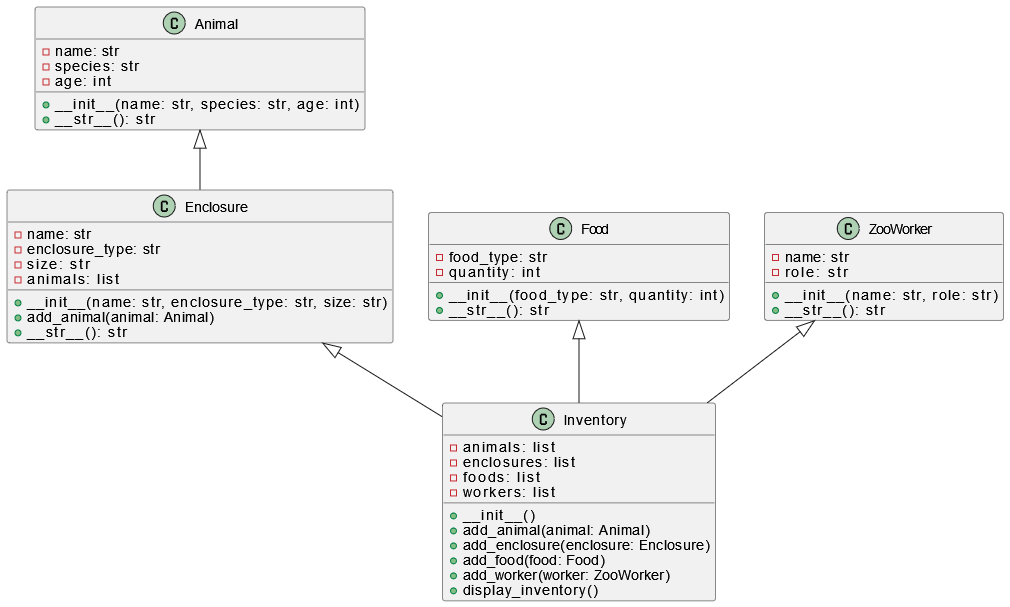 C Animal
name: str
species: str
age: int
__init__(name: str, species: str, age: int)
__str__(): str
C Enclosure
name: str
enclosure_type: str
size: str
animals: list
__init__(name: str, enclosure_type: str, size: str)
add_animal(animal: Animal)
__str__(): str
C Food
food_type: str
quantity: int
__init__(food_type: str, quantity: int)
__str__(): str
C ZooWorker
name: str
role: str
__init__(name: str, role: str)
__str__(): str
C Inventory
animals: list
enclosures: list
foods: list
workers: list
__init__()
add_animal(animal: Animal)
add_enclosure(enclosure: Enclosure)
add_food(food: Food)
add_worker(worker: ZooWorker)
display_inventory()